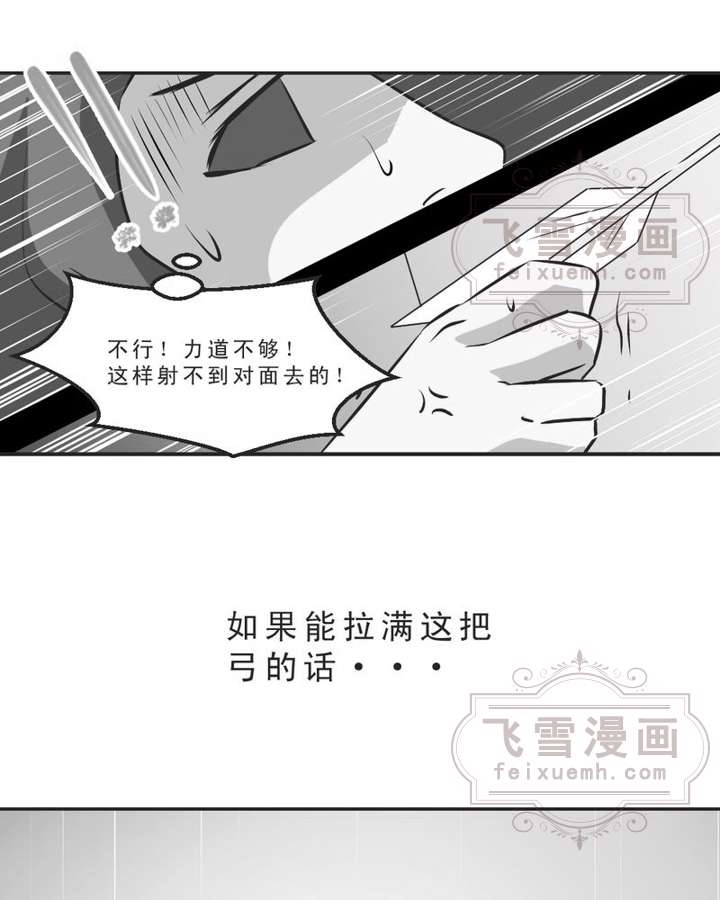 飞雪漫画
feixuemh.com
不行！力道不够！
这样射不到对面去的！
如果能拉满这把
弓的话···
飞雪漫画
feixuemh.com